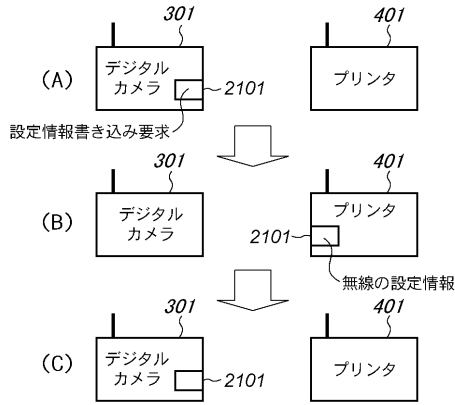 301
401
(A)
デジタル
カメラ
2101
プリンタ
設定情報書き込み要求
301
401
(B)
デジタル
カメラ
プリンタ
2101
無線の設定情報
301
401
(C)
デジタル
カメラ
2101
プリンタ